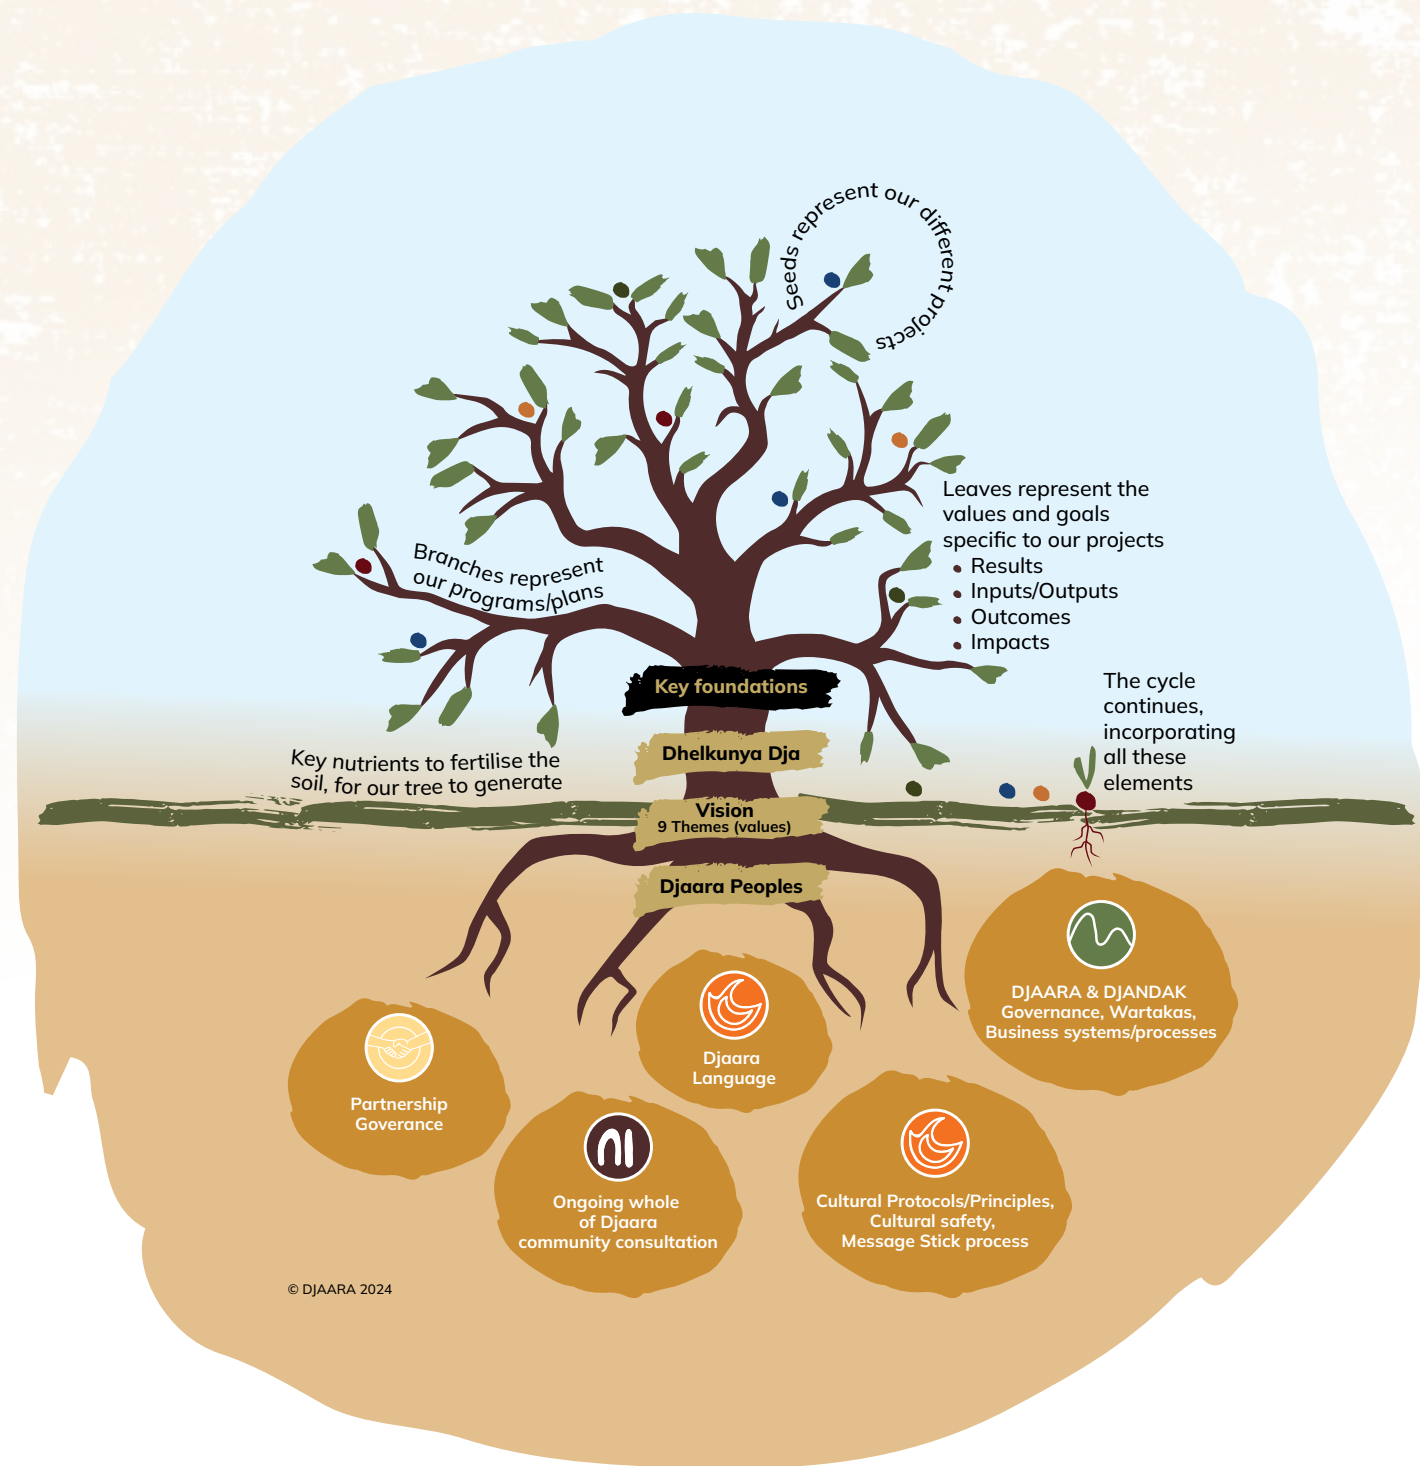 Seeds represent our different projects
Leaves represent the
values and goals
specific to our projects
• Results
• Inputs/Outputs
• Outcomes
• Impacts
Branches represent
our programs/plans
Key foundations
The cycle
continues,
incorporating
all these
elements
Dhelkunya Dja
Key nutrients to fertilise the
soil, for our tree to generate
Vision
9 Themes (values)
Djaara Peoples
DJAARA & DJANDAK
Governance, Wartakas,
Business systems/processes
Djaara
Language
Partnership
Goverance
Ongoing whole
of Djaara
community consultation
Cultural Protocols/Principles,
Cultural safety,
Message Stick process
© DJAARA 2024